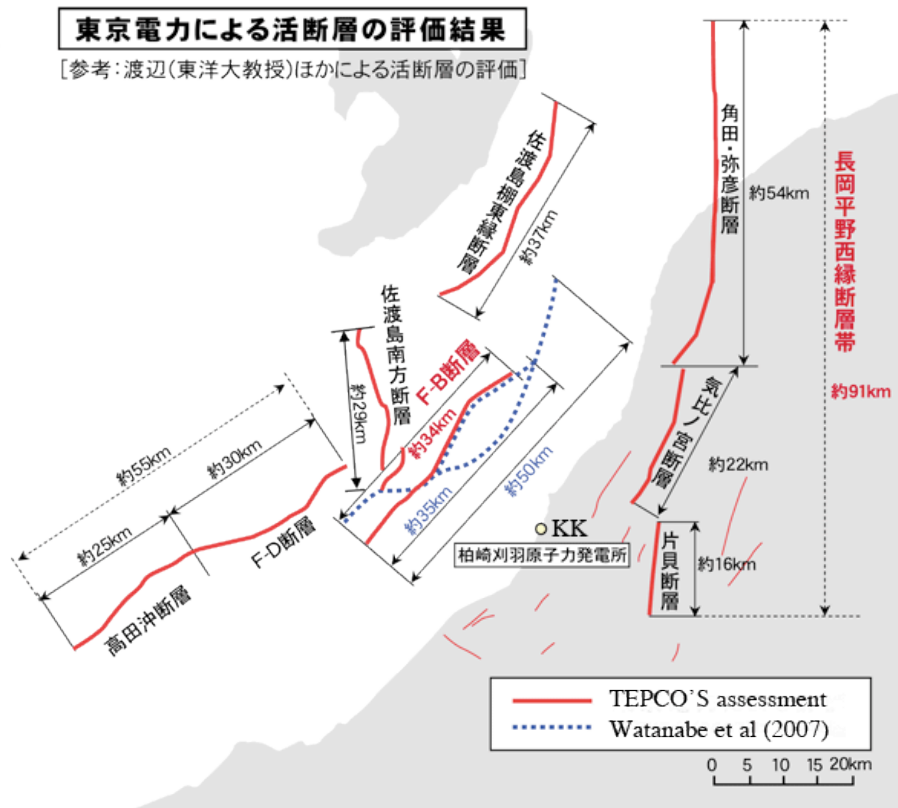 東京電力による活断層の評価結果
[参考:渡辺(東洋大教授)ほかによる活断層の評価]
佐渡島棚東縁断層
約37km
角田・弥彦断層
約54km
長岡平野西縁断層帯
約91km
佐渡島南方断層
約29km
F-B断層
約34km
約35km
約50km
約55km
約30km
約25km
F-D断層
高田沖断層
気比ノ宮断層
約22km
KK
柏崎刈羽原子力発電所
片貝断層
約16km
TEPCO'S assessment
Watanabe et al (2007)
0 5 10 15 20km